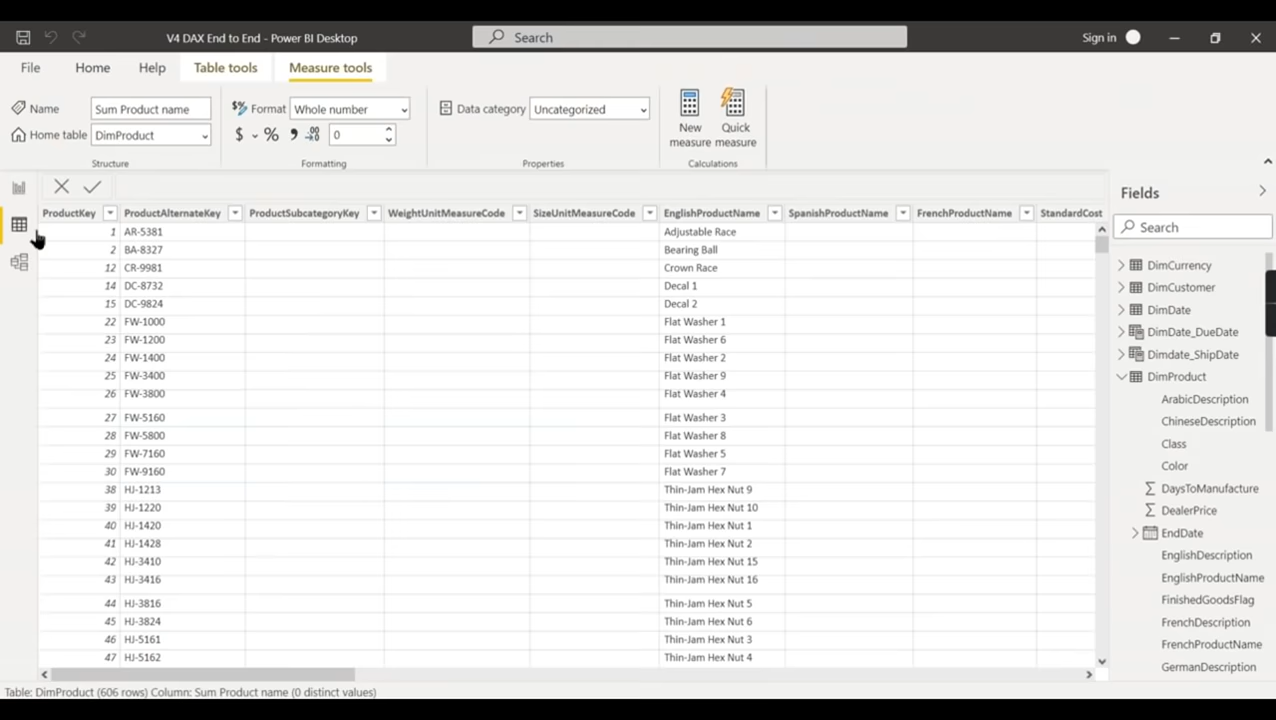 V4 DAX End to End - Power BI Desktop
Search
Sign in
File
Home
Help
Table tools
Measure tools
Name
Sum Product name
Format
Whole number
Data category
Uncategorized
New measure
Quick measure
Home table
DimProduct
$
%
0
Structure
Formatting
Properties
Calculations
ProductKey ProductAlternateKey ProductSubcategoryKey WeightUnitMeasureCode SizeUnitMeasureCode EnglishProductName SpanishProductName FrenchProductName StandardCost
1 AR-5381 Adjustable Race
2 BA-8327 Bearing Ball
12 CR-9981 Crown Race
14 DC-8732 Decal 1
15 DC-9824 Decal 2
22 FW-1000 Flat Washer 1
23 FW-1200 Flat Washer 6
24 FW-1400 Flat Washer 2
25 FW-3400 Flat Washer 9
26 FW-3800 Flat Washer 4
27 FW-5160 Flat Washer 3
28 FW-5800 Flat Washer 8
29 FW-7160 Flat Washer 5
30 FW-9160 Flat Washer 7
38 HJ-1213 Thin-Jam Hex Nut 9
39 HJ-1220 Thin-Jam Hex Nut 10
40 HJ-1420 Thin-Jam Hex Nut 1
41 HJ-1428 Thin-Jam Hex Nut 2
42 HJ-3410 Thin-Jam Hex Nut 15
43 HJ-3416 Thin-Jam Hex Nut 16
44 HJ-3816 Thin-Jam Hex Nut 5
45 HJ-3824 Thin-Jam Hex Nut 6
46 HJ-5161 Thin-Jam Hex Nut 3
47 HJ-5162 Thin-Jam Hex Nut 4
Fields
Search
DimCurrency
DimCustomer
DimDate
DimDate_DueDate
Dimdate_ShipDate
DimProduct
ArabicDescription
ChineseDescription
Class
Color
DaysToManufacture
DealerPrice
EndDate
EnglishDescription
EnglishProductName
FinishedGoodsFlag
FrenchDescription
FrenchProductName
GermanDescription
Table: DimProduct (606 rows) Column: Sum Product name (0 distinct values)